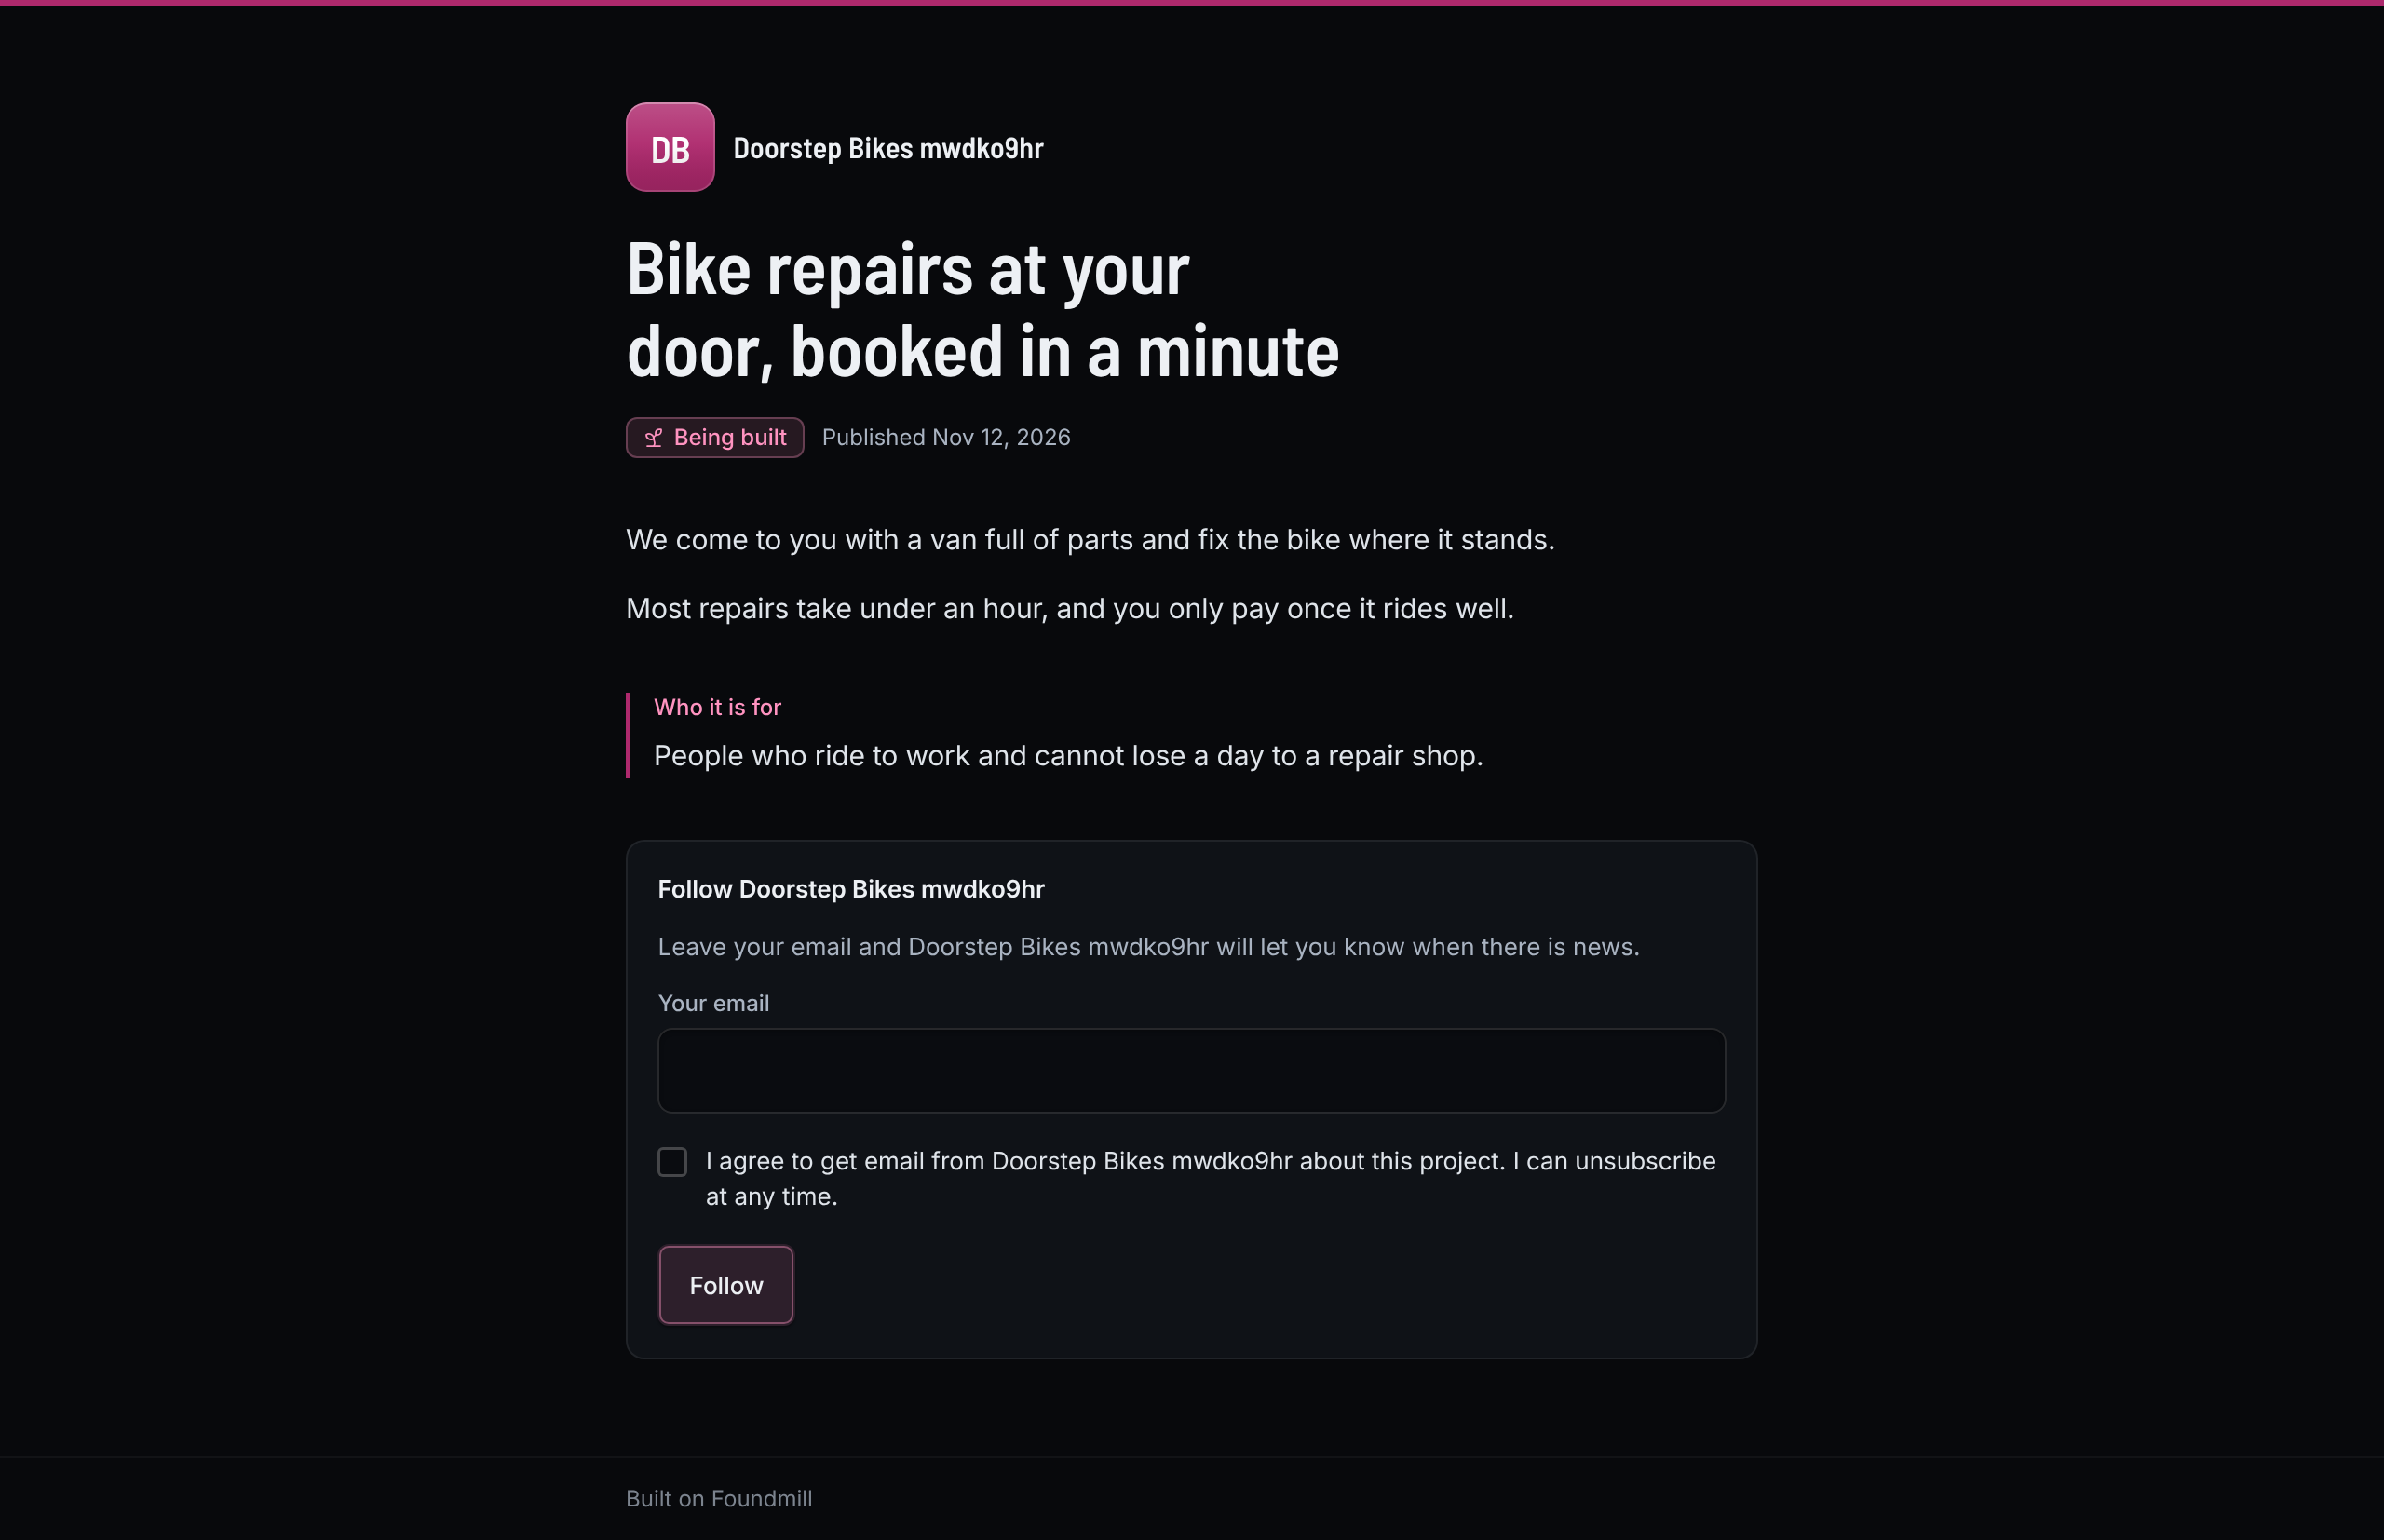 DB
Doorstep Bikes mwdko9hr
Bike repairs at your
door, booked in a minute
Being built
Published Nov 12, 2026
We come to you with a van full of parts and fix the bike where it stands.
Most repairs take under an hour, and you only pay once it rides well.
Who it is for
People who ride to work and cannot lose a day to a repair shop.
Follow Doorstep Bikes mwdko9hr
Leave your email and Doorstep Bikes mwdko9hr will let you know when there is news.
Your email
I agree to get email from Doorstep Bikes mwdko9hr about this project. I can unsubscribe
at any time.
Follow
Built on Foundmill